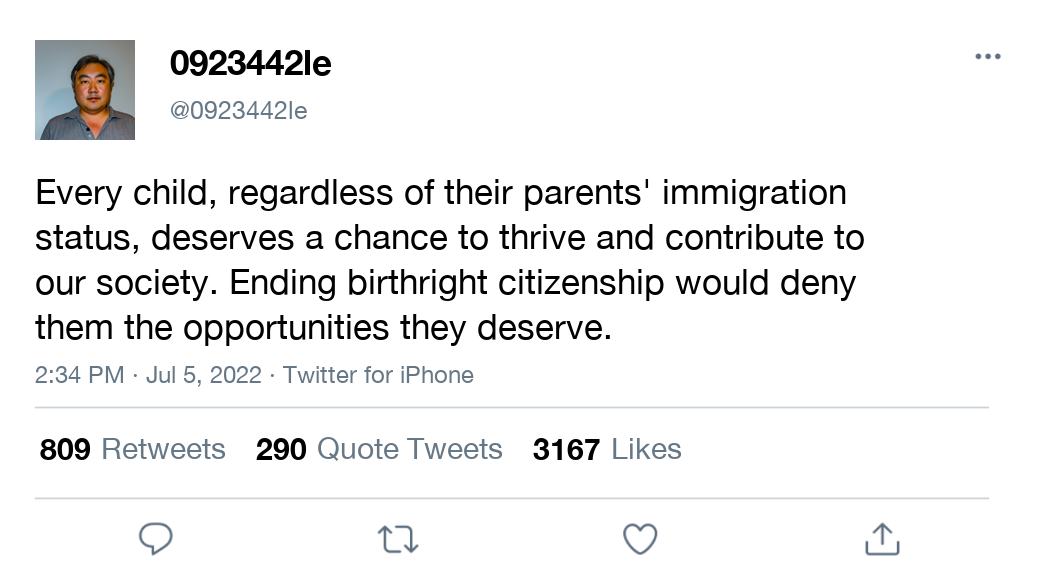 0923442le
@0923442le
Every child, regardless of their parents' immigration
status, deserves a chance to thrive and contribute to
our society. Ending birthright citizenship would deny
them the opportunities they deserve.
2:34 PM · Jul 5, 2022 · Twitter for iPhone
809 Retweets 290 Quote Tweets 3167 Likes